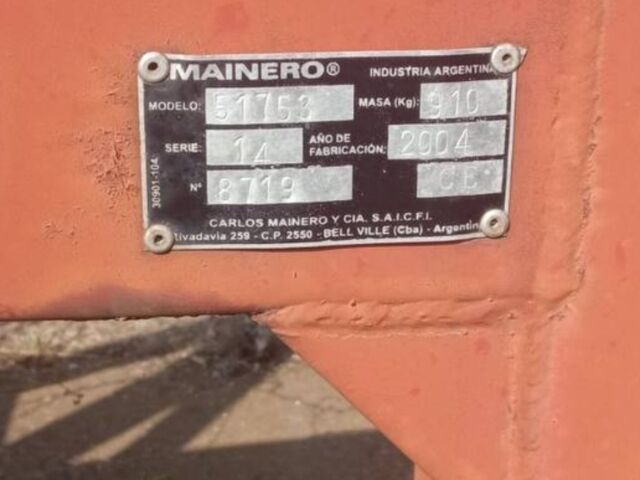 MAINERO® INDUSTRIA ARGENTINA
MODELO: 51753 MASA (Kg): 910
SERIE: 14 AÑO DE FABRICACIÓN: 2004
Nº 8719
30901-104
CARLOS MAINERO Y CIA. S.A.I.C.F.I.
Rivadavia 259 - C.P. 2550 - BELL VILLE (Cba) - Argentina